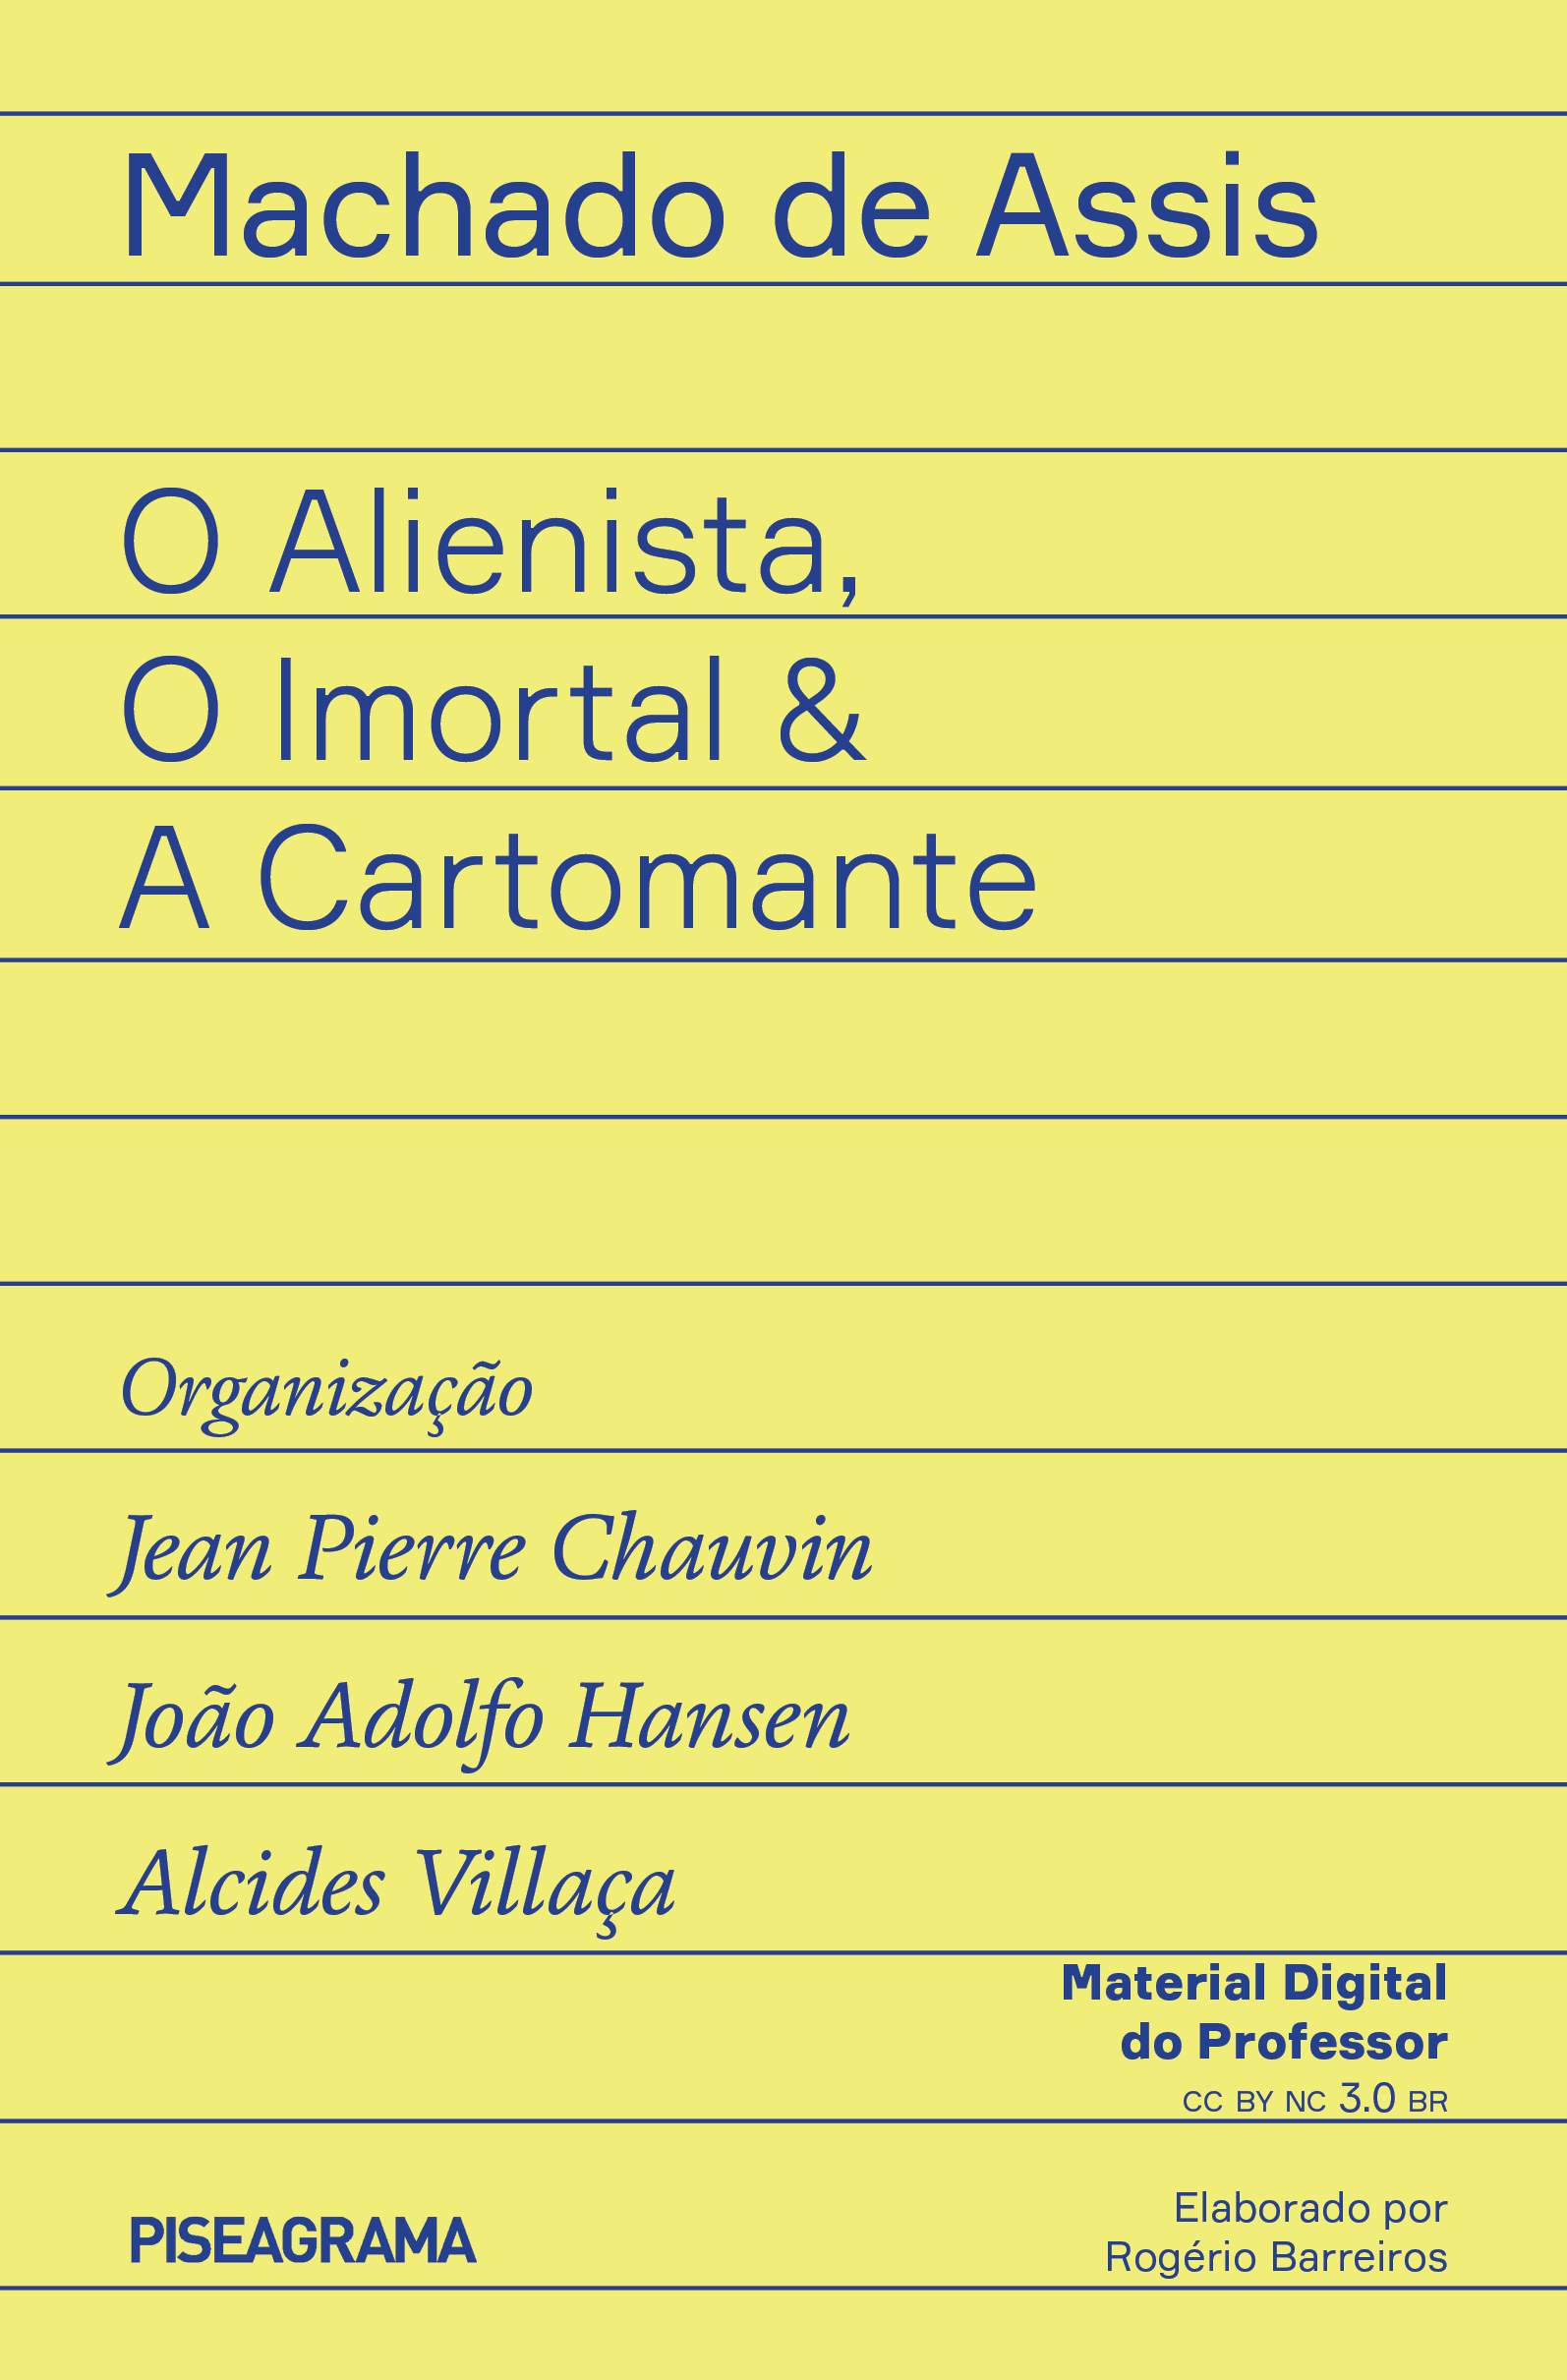 Machado de Assis
O Alienista,
O Imortal &
A Cartomante
Organização
Jean Pierre Chauvin
João Adolfo Hansen
Alcides Villaça
Material Digital
do Professor
CC BY NC 3.0 BR
PISEAGRAMA
Elaborado por
Rogério Barreiros